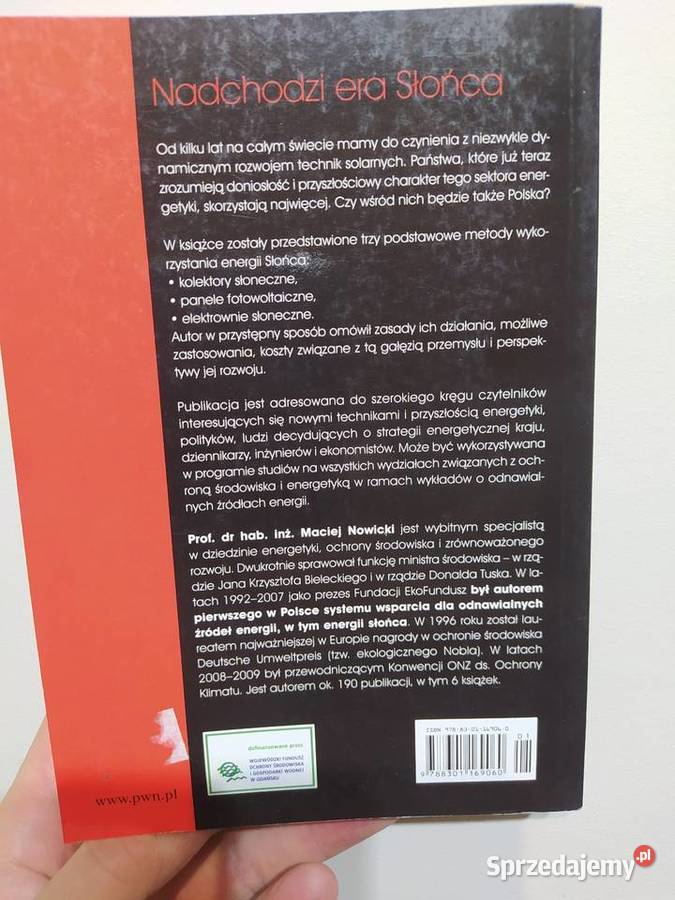 Nadchodzi era Słońca
Od kilku lat na całym świecie mamy do czynienia z niezwykle dy-
namicznym rozwojem technik solarnych. Państwa, które już teraz
zrozumieją doniosłość i przyszłościowy charakter tego sektora ener-
getyki, skorzystają najwięcej. Czy wśród nich będzie także Polska?
W książce zostały przedstawione trzy podstawowe metody wyko-
rzystania energii Słońca:
• kolektory słoneczne,
• panele fotowoltaiczne,
• elektrownie słoneczne.
Autor w przystępny sposób omówił zasady ich działania, możliwe
zastosowania, koszty związane z tą gałęzią przemysłu i perspek-
tywy jej rozwoju.
Publikacja jest adresowana do szerokiego kręgu czytelników
interesujących się nowymi technikami i przyszłością energetyki,
polityków, ludzi decydujących o strategii energetycznej kraju,
dziennikarzy, inżynierów i ekonomistów. Może być wykorzystywana
w programie studiów na wszystkich wydziałach związanych z och-
roną środowiska i energetyką w ramach wykładów o odnawial-
nych źródłach energii.
Prof. dr hab. inż. Maciej Nowicki jest wybitnym specjalistą
w dziedzinie energetyki, ochrony środowiska i zrównoważonego
rozwoju. Dwukrotnie sprawował funkcję ministra środowiska – w rzą-
dzie Jana Krzysztofa Bieleckiego i w rządzie Donalda Tuska. W la-
tach 1992–2007 jako prezes Fundacji EkoFundusz był autorem
pierwszego w Polsce systemu wsparcia dla odnawialnych
źródeł energii, w tym energii słońca. W 1996 roku został lau-
reatem najważniejszej w Europie nagrody w ochronie środowiska
Deutsche Umweltpreis (tzw. ekologicznego Nobla). W latach
2008–2009 był przewodniczącym Konwencji ONZ ds. Ochrony
Klimatu. Jest autorem ok. 190 publikacji, w tym 6 książek.
dofinansowane przez
WOJEWÓDZKI FUNDUSZ
OCHRONY ŚRODOWISKA
I GOSPODARKI WODNEJ
W GDAŃSKU
ISBN 978-83-01-16906-0
01
9788301169060
www.pwn.pl
Sprzedajemy.pl